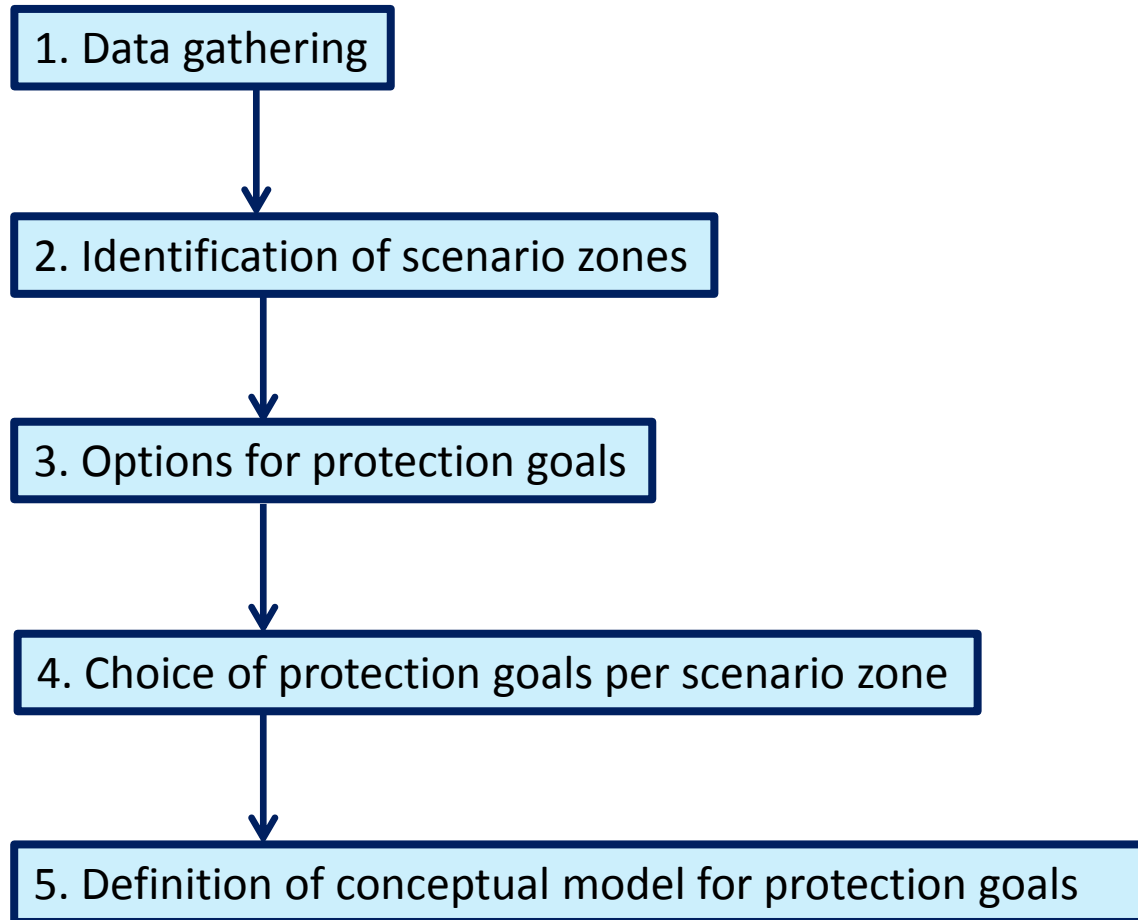 1. Data gathering
2. Identification of scenario zones
3. Options for protection goals
4. Choice of protection goals per scenario zone
5. Definition of conceptual model for protection goals